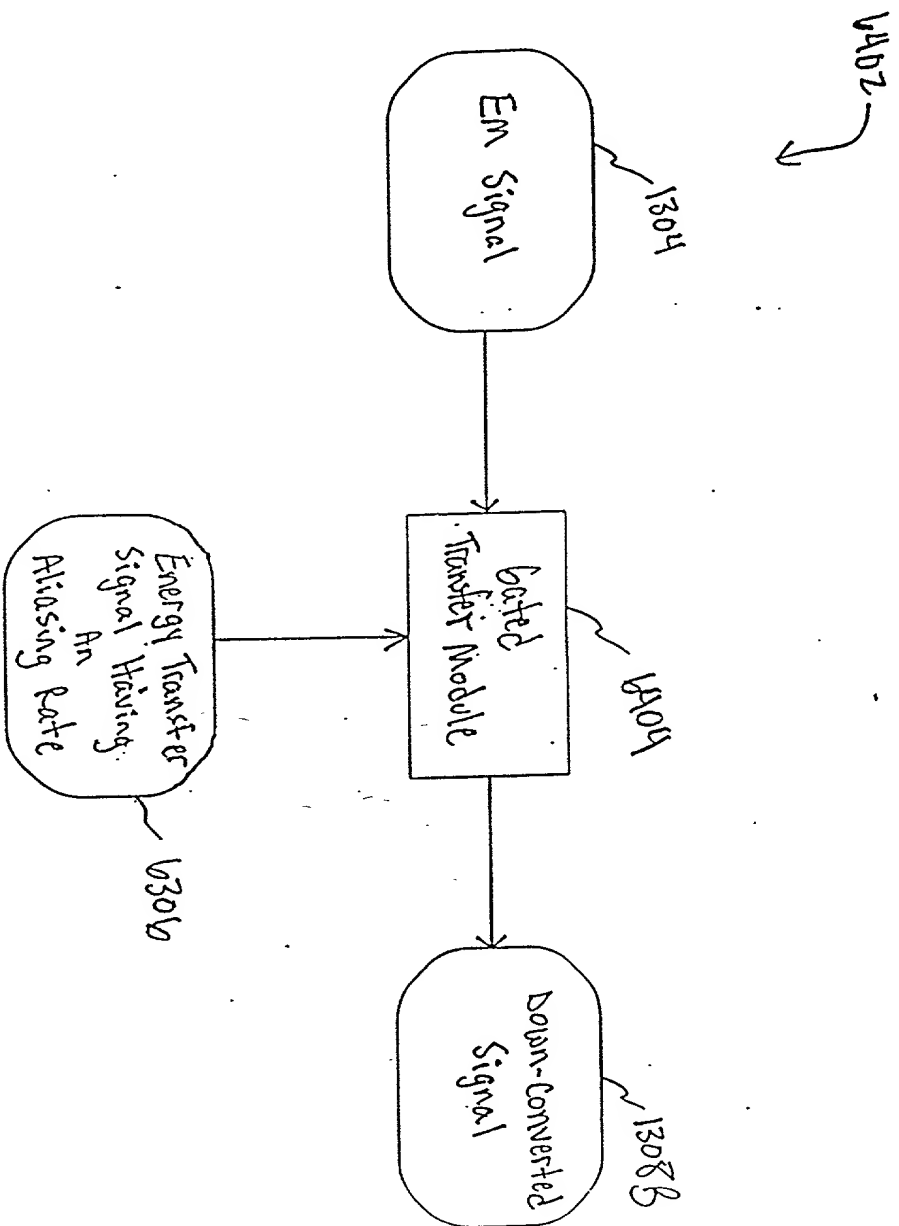 6402
EM Signal
1304
Gated
Transfer Module
6404
Down-Converted
Signal
1308B
Energy Transfer
Signal Having
An
Aliasing Rate
6306